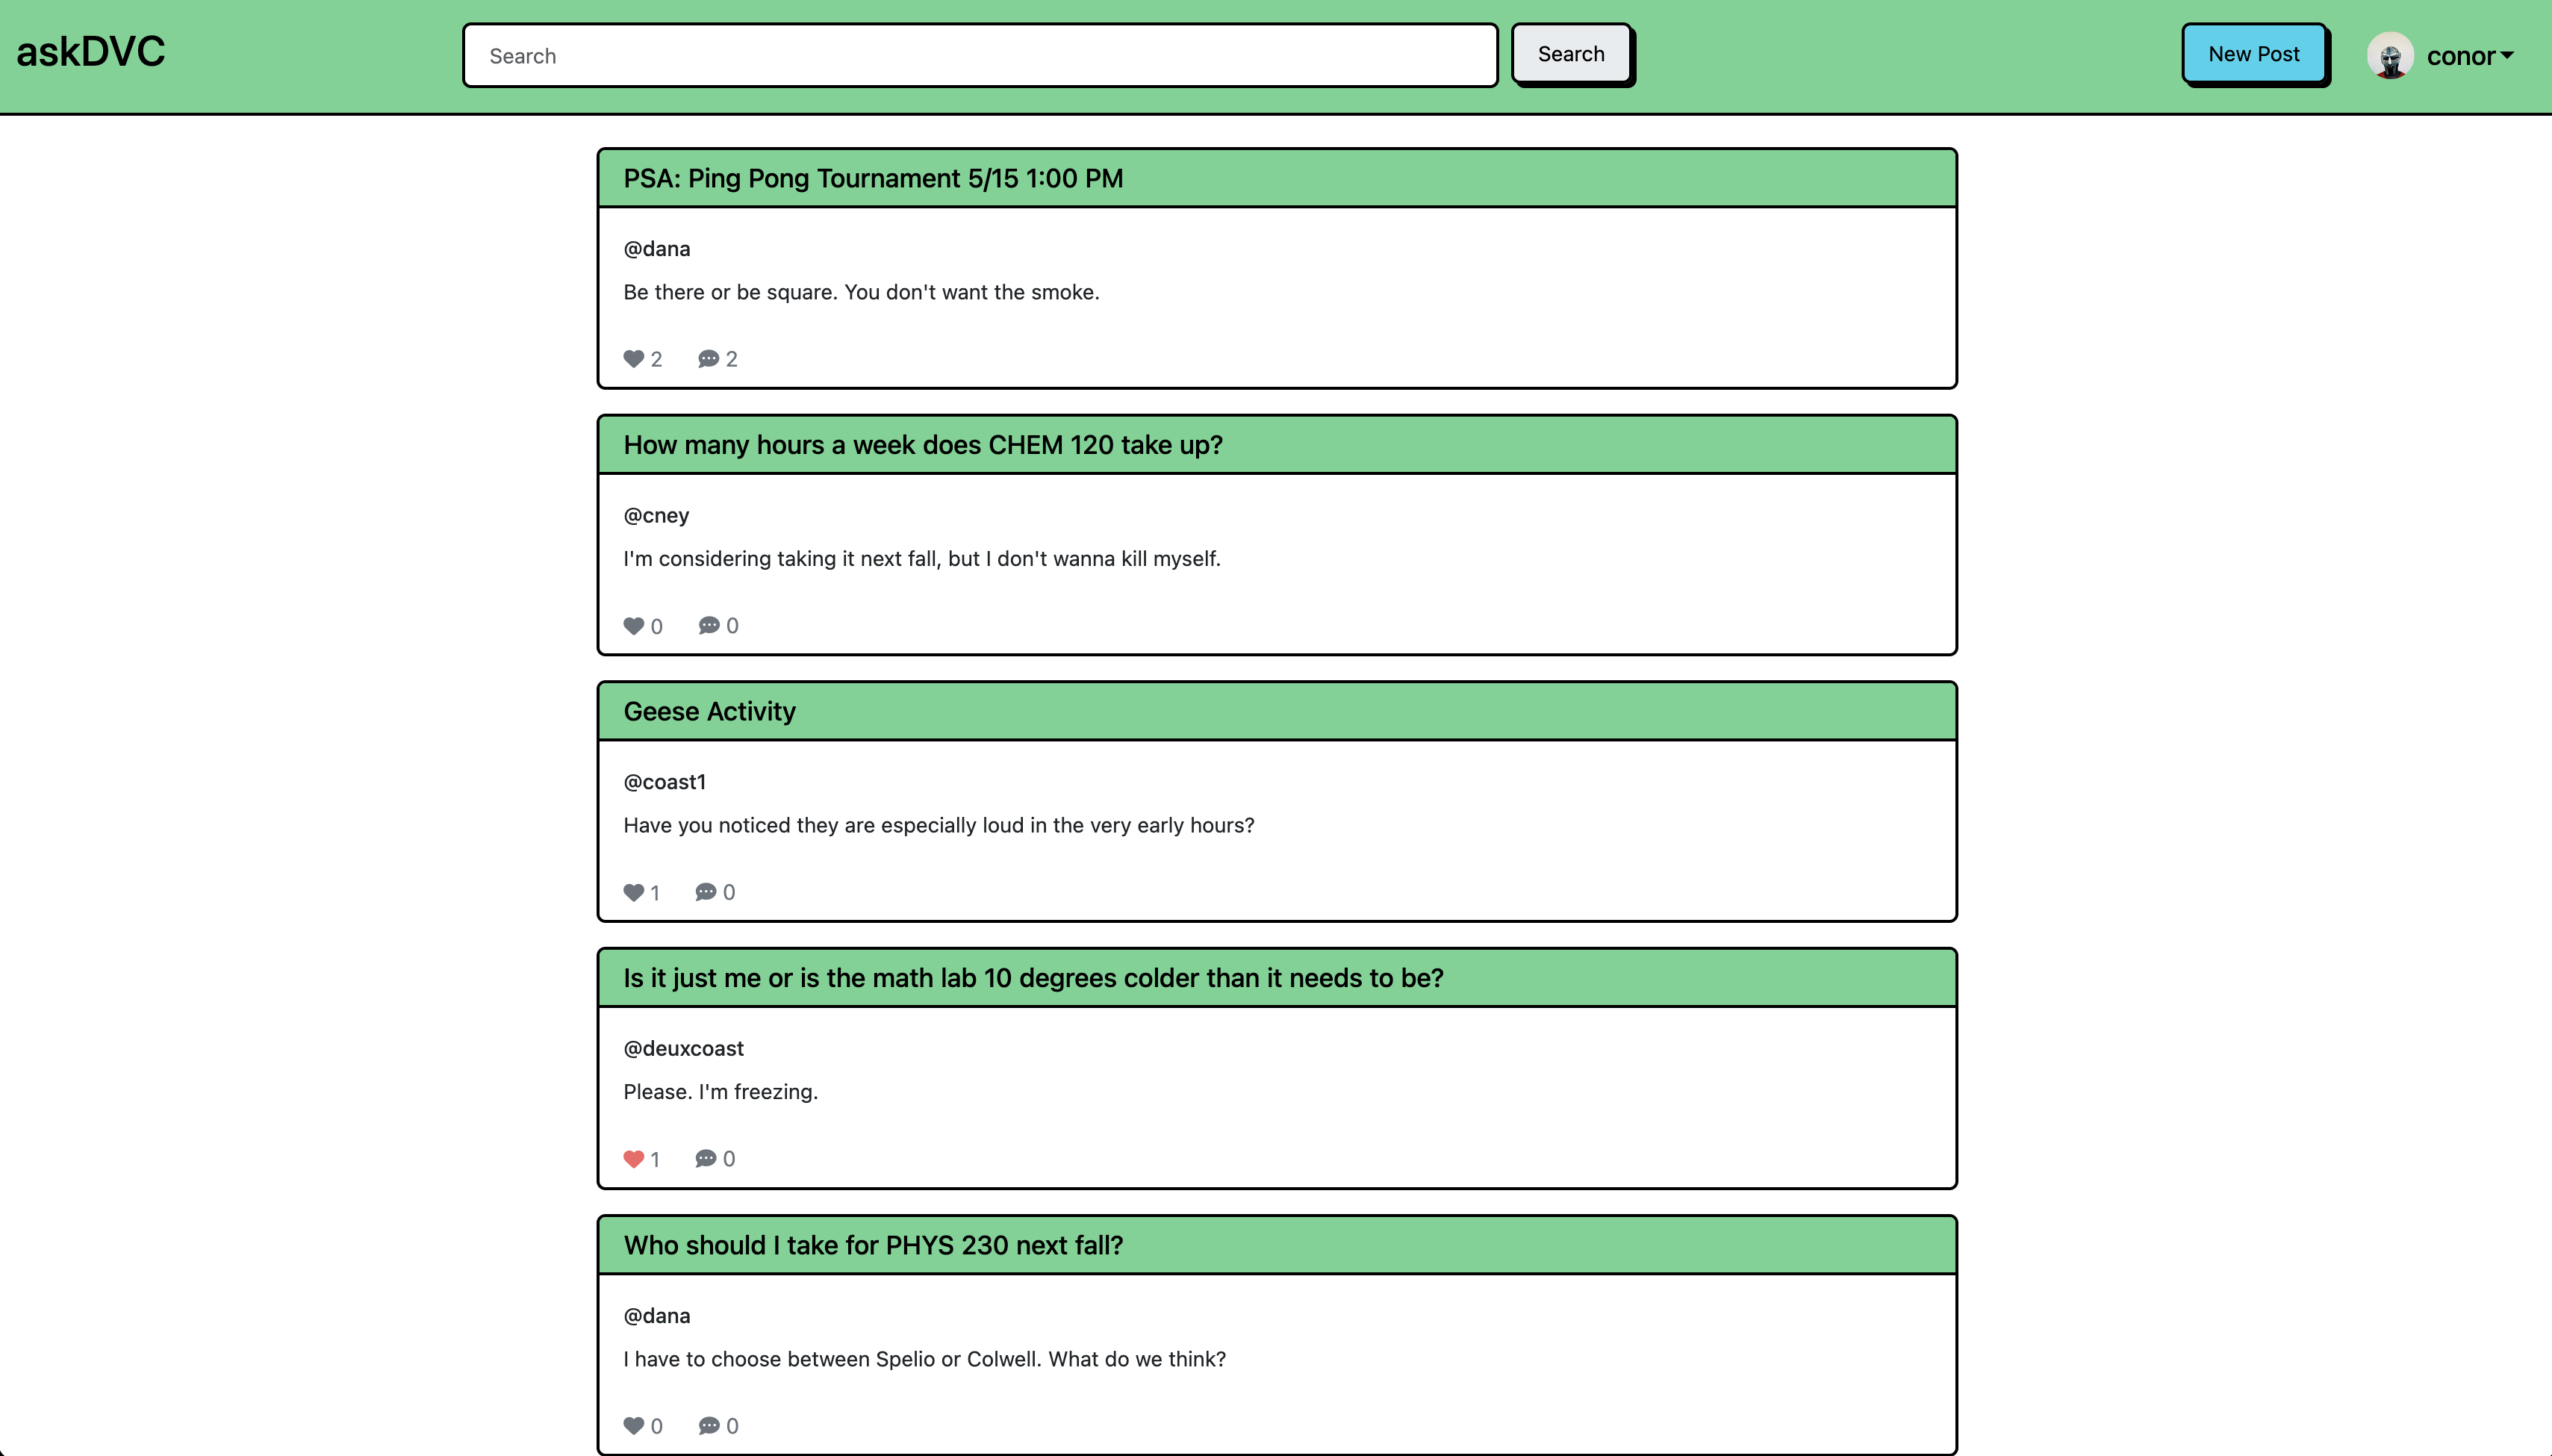 askDVC
Search
Search
New Post
conor
PSA: Ping Pong Tournament 5/15 1:00 PM
@dana
Be there or be square. You don't want the smoke.
2 2
How many hours a week does CHEM 120 take up?
@cney
I'm considering taking it next fall, but I don't wanna kill myself.
0 0
Geese Activity
@coast1
Have you noticed they are especially loud in the very early hours?
1 0
Is it just me or is the math lab 10 degrees colder than it needs to be?
@deuxcoast
Please. I'm freezing.
1 0
Who should I take for PHYS 230 next fall?
@dana
I have to choose between Spelio or Colwell. What do we think?
0 0